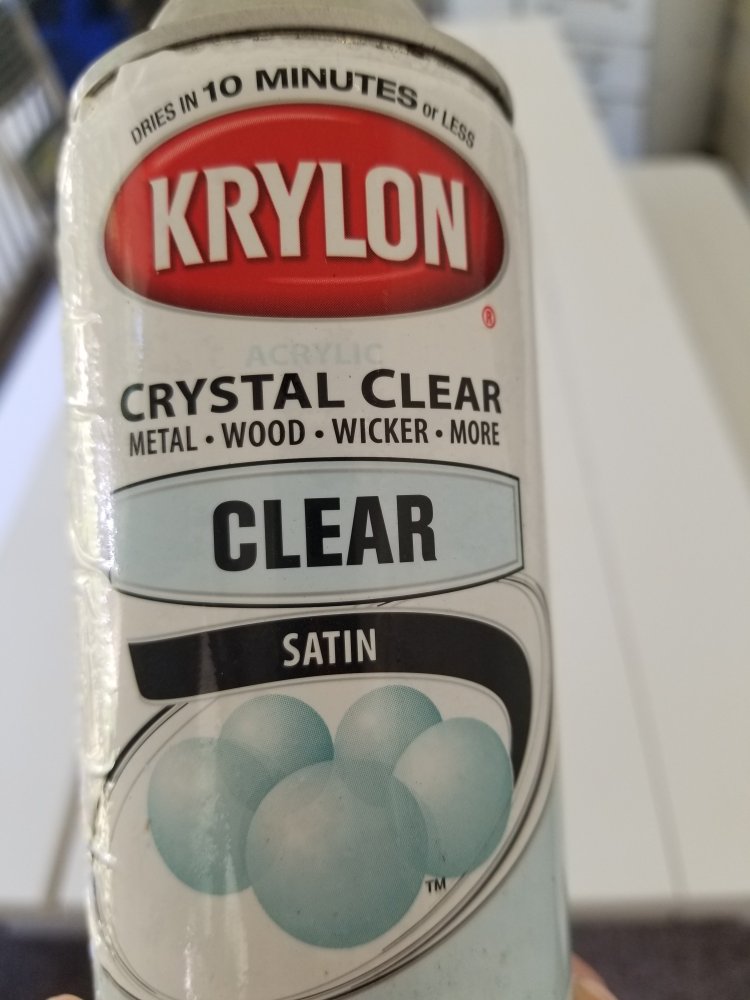 DRIES IN 10 MINUTES or LESS
KRYLON
®
ACRYLIC
CRYSTAL CLEAR
METAL • WOOD • WICKER • MORE
CLEAR
SATIN
TM